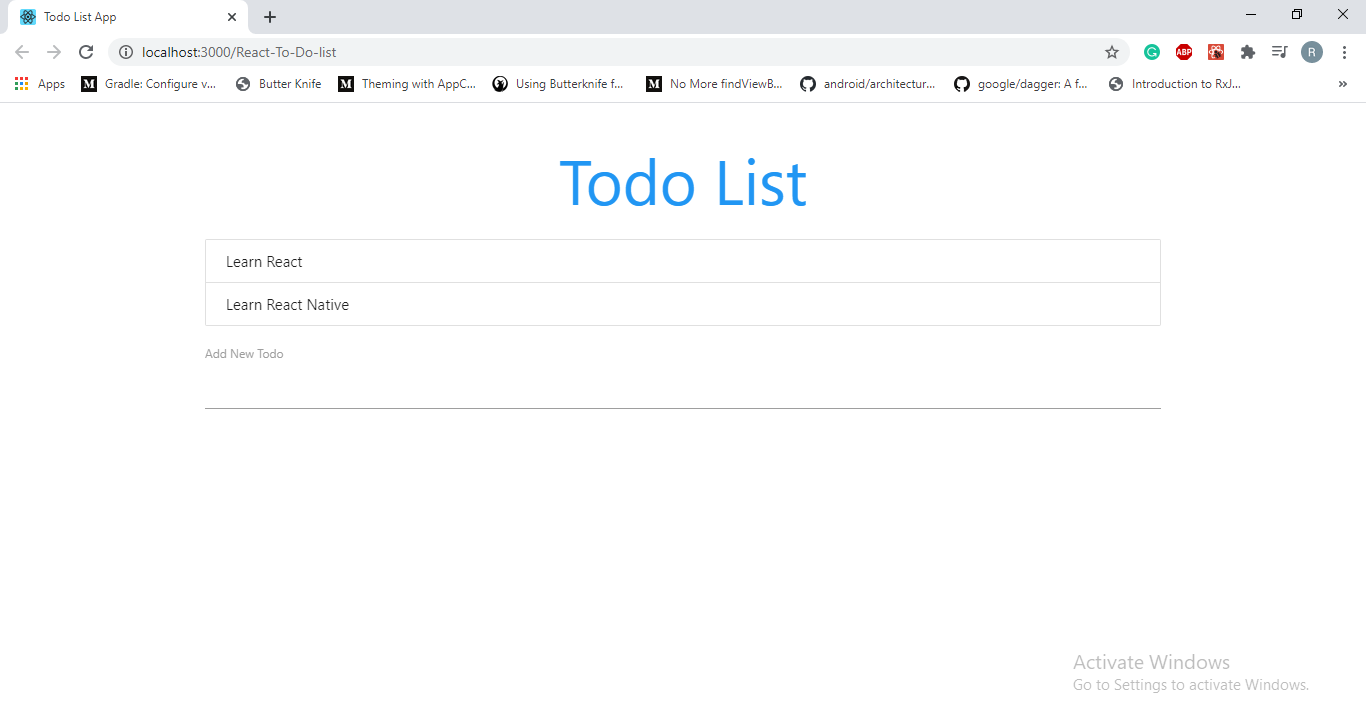 Todo List App
localhost:3000/React-To-Do-list
G ABP R
Apps M Gradle: Configure v... Butter Knife M Theming with AppC... Using Butterknife f... M No More findViewB... android/architectur... google/dagger: A f... Introduction to RxJ... »
Todo List
Learn React
Learn React Native
Add New Todo
Activate Windows
Go to Settings to activate Windows.